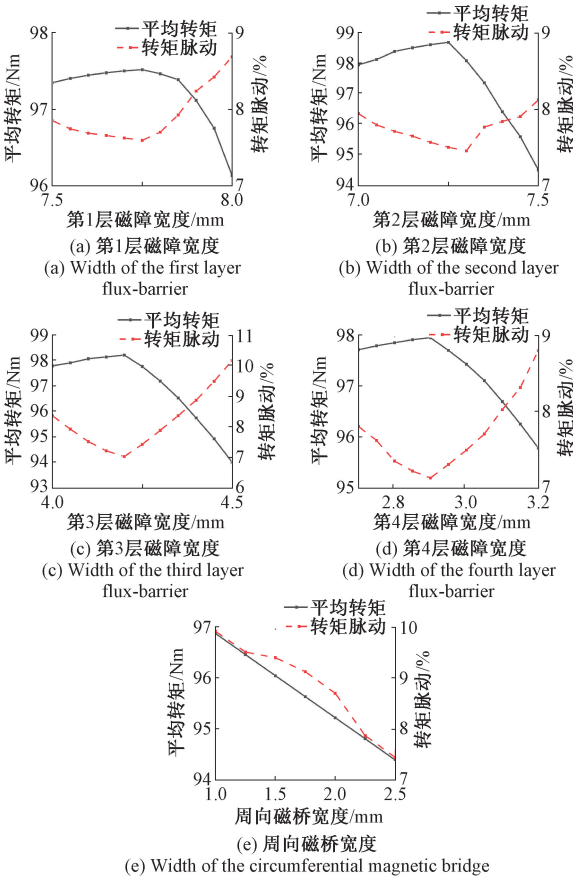 平均转矩
转矩脉动
98
97
96
平均转矩/Nm
9
8
7
转矩脉动/%
7.5
8.0
第1层磁障宽度/mm
(a) 第1层磁障宽度
(a) Width of the first layer
flux-barrier
平均转矩
转矩脉动
99
98
97
96
95
94
平均转矩/Nm
9
8
7
转矩脉动/%
7.0
7.5
第2层磁障宽度/mm
(b) 第2层磁障宽度
(b) Width of the second layer
flux-barrier
平均转矩
转矩脉动
99
98
97
96
95
94
93
平均转矩/Nm
11
10
9
8
7
6
转矩脉动/%
4.0
4.5
第3层磁障宽度/mm
(c) 第3层磁障宽度
(c) Width of the third layer
flux-barrier
平均转矩
转矩脉动
98
97
96
95
平均转矩/Nm
9
8
7
转矩脉动/%
2.8
3.0
3.2
第4层磁障宽度/mm
(d) 第4层磁障宽度
(d) Width of the fourth layer
flux-barrier
平均转矩
转矩脉动
97
96
95
94
平均转矩/Nm
10
9
8
7
转矩脉动/%
1.0
1.5
2.0
2.5
周向磁桥宽度/mm
(e) 周向磁桥宽度
(e) Width of the circumferential magnetic bridge